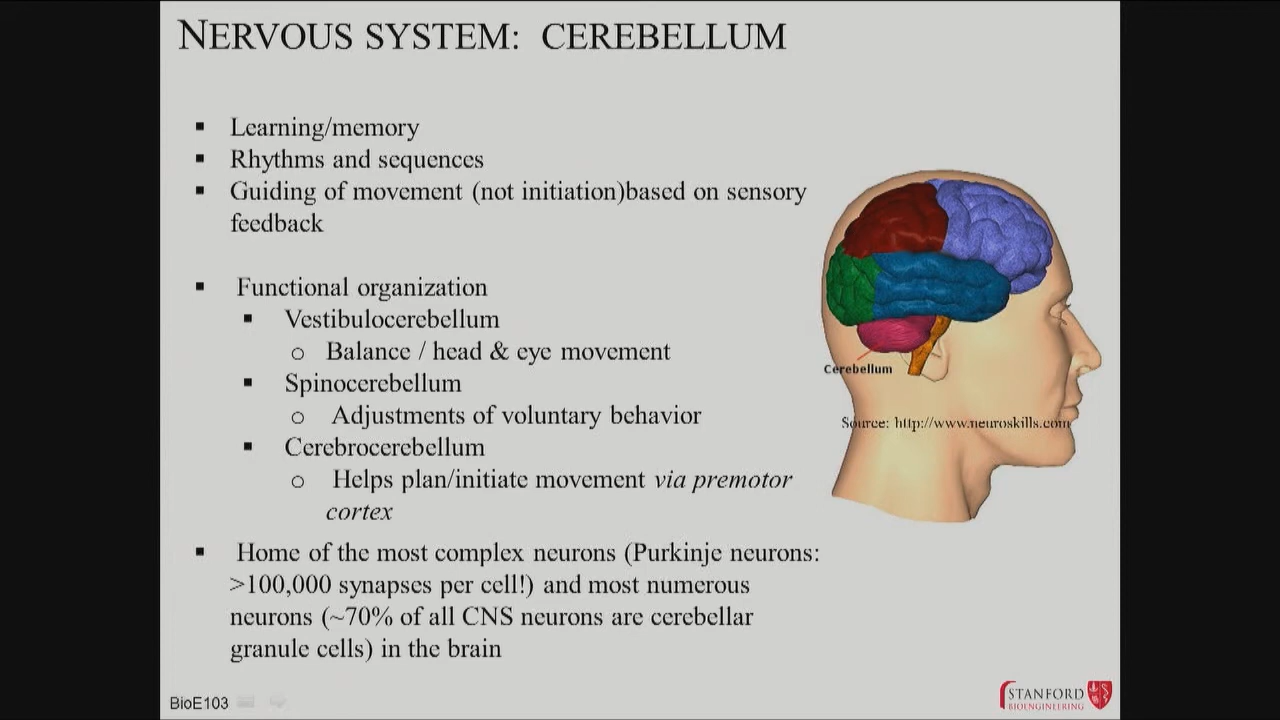 NERVOUS SYSTEM: CEREBELLUM
▪ Learning/memory
▪ Rhythms and sequences
▪ Guiding of movement (not initiation)based on sensory
feedback
▪ Functional organization
▪ Vestibulocerebellum
o Balance / head & eye movement
▪ Spinocerebellum
o Adjustments of voluntary behavior
▪ Cerebrocerebellum
o Helps plan/initiate movement via premotor
cortex
▪ Home of the most complex neurons (Purkinje neurons:
>100,000 synapses per cell!) and most numerous
neurons (~70% of all CNS neurons are cerebellar
granule cells) in the brain
Cerebellum
Source: http://www.neuroskills.com
BioE103
STANFORD
BIOENGINEERING